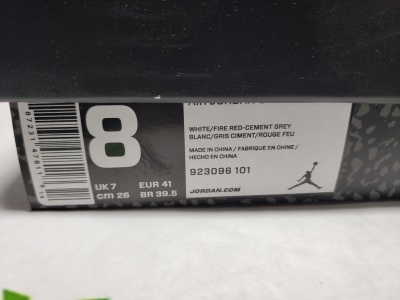 8
WHITE/FIRE RED-CEMENT GREY
BLANC/GRIS CIMENT/ROUGE FEU
MADE IN CHINA / FABRIQUE EN CHINE /
HECHO EN CHINA
923096 101
JORDAN.COM
UK 7 EUR 41
cm 26 BR 39.5